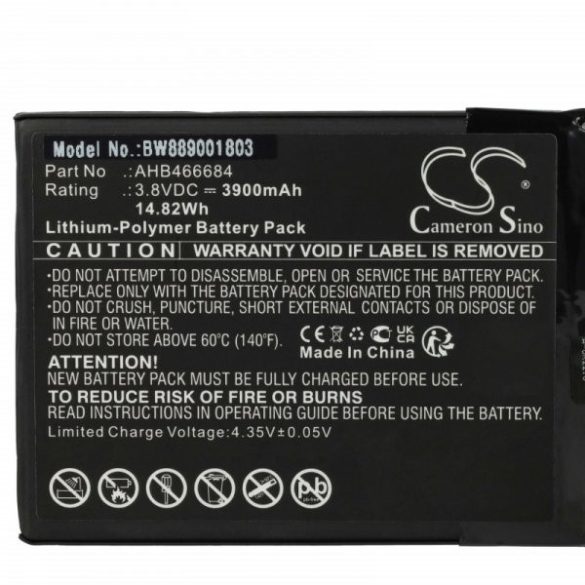 Model No.:BW889001803
Part No : AHB466684
Rating : 3.8VDC ⎓ 3900mAh
14.82Wh
Lithium-Polymer Battery Pack
CS
Cameron Sino
CAUTION WARRANTY VOID IF LABEL IS REMOVED
*DO NOT ATTEMPT TO DISASSEMBLE, OPEN OR SERVICE THE BATTERY PACK.
*REPLACE ONLY WITH THE BATTERY PACK DESIGNATED FOR THIS PRODUCT.
*DO NOT CRUSH, PUNCTURE, SHORT EXTERNAL CONTACTS OR DISPOSE OF
IN FIRE OR WATER.
*DO NOT STORE ABOVE 60°C (140°F).
CE UK CA
Made In China
ATTENTION!
*NEW BATTERY PACK MUST BE FULLY CHARGED BEFORE USE.
*TO REDUCE RISK OF FIRE OR BURNS
READ INSTRUCTIONS IN OPERATING GUIDE BEFORE USING BATTERY.
Limited Charge Voltage:4.35V±0.05V
pb